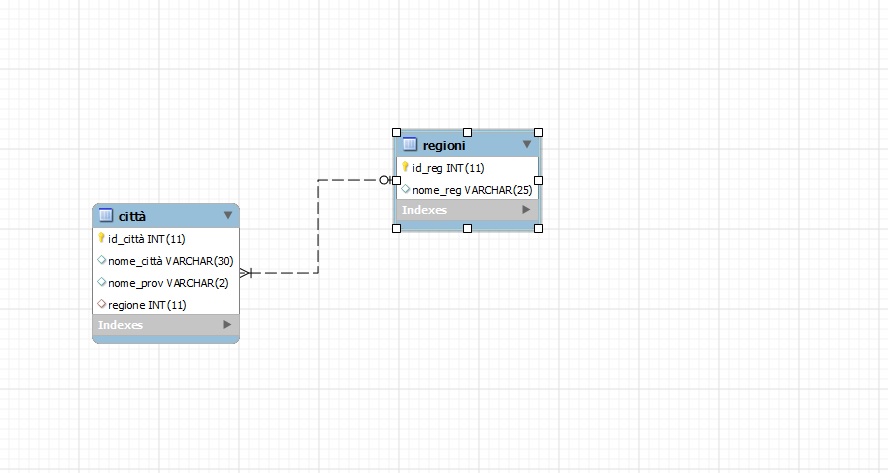 regioni
id_reg INT(11)
nome_reg VARCHAR(25)
Indexes
città
id_città INT(11)
nome_città VARCHAR(30)
nome_prov VARCHAR(2)
regione INT(11)
Indexes